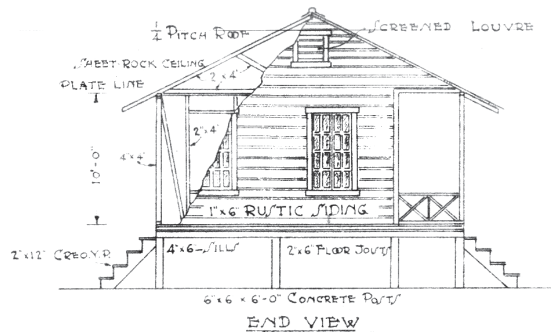 1/4 PITCH ROOF
SCREENED LOUVRE
SHEET-ROCK CEILING
2"x4"
PLATE LINE
2"x4"
10'-0"
4"x4"
1"x6" RUSTIC SIDING
2"x12" CREO.Y.P.
4"x6"-SILLS
2"x6" FLOOR JOISTS
6"x6"x6'-0" CONCRETE POSTS
END VIEW